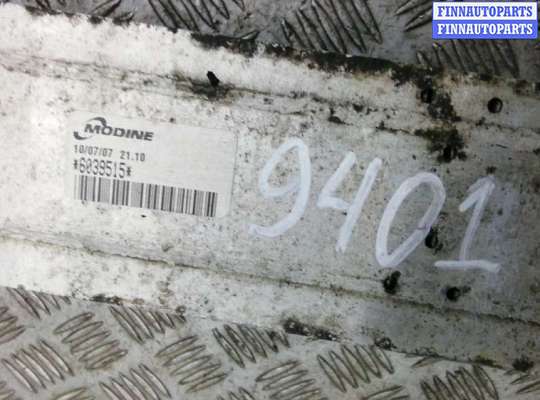 FINNAUTOPARTS
FINNAUTOPARTS
MODINE
10/07/07 21.10
*6039515*
9401